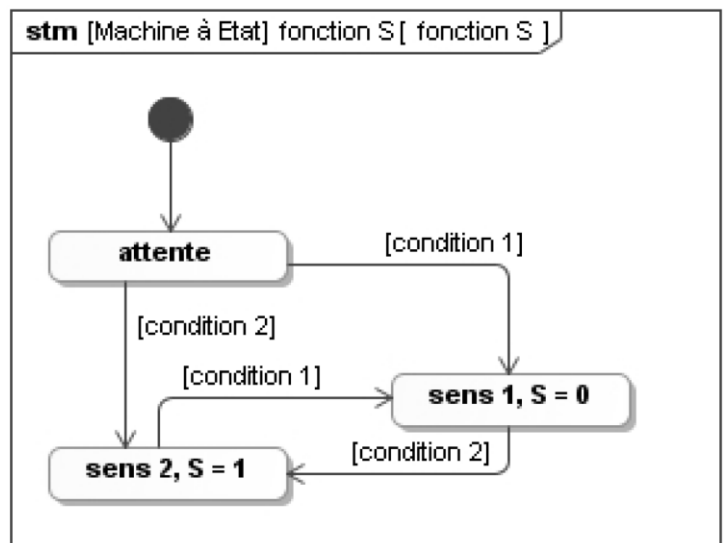 stm [Machine à Etat] fonction S [ fonction S ]
attente
[condition 1]
[condition 2]
[condition 1]
sens 1, S = 0
[condition 2]
sens 2, S = 1